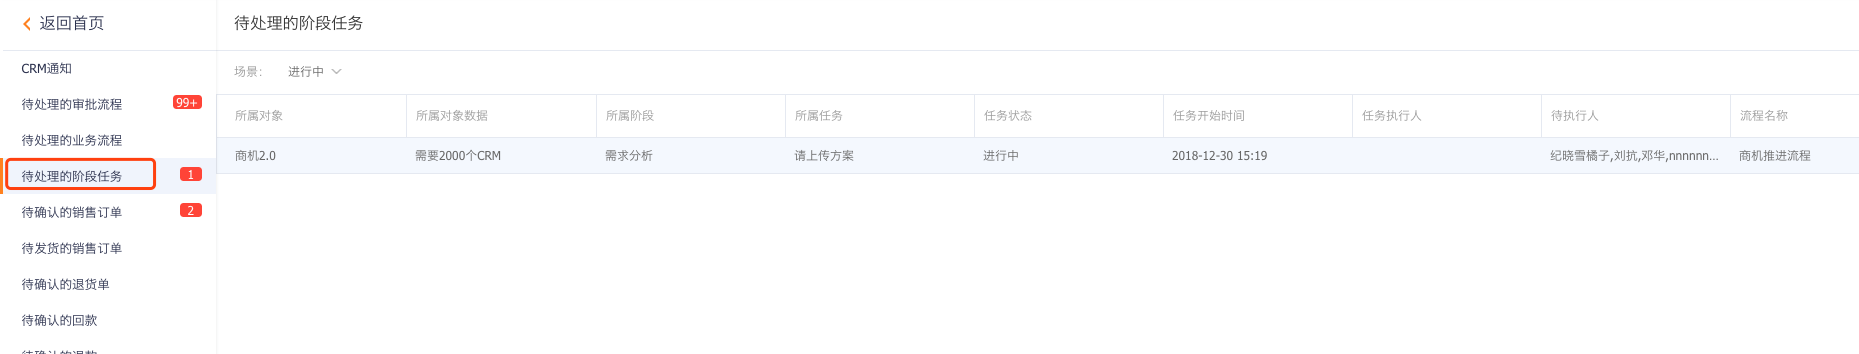 返回首页
待处理的阶段任务
CRM通知
待处理的审批流程 99+
待处理的业务流程
待处理的阶段任务 1
待确认的销售订单 2
待发货的销售订单
待确认的退货单
待确认的回款
待确认的退款
场景： 进行中
所属对象 所属对象数据 所属阶段 所属任务 任务状态 任务开始时间 任务执行人 待执行人 流程名称
商机2.0 需要2000个CRM 需求分析 请上传方案 进行中 2018-12-30 15:19 纪晓雪橘子,刘抗,邓华,nnnnnn... 商机推进流程